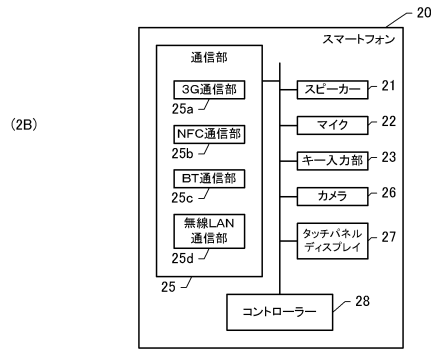 (2B)
20
スマートフォン
通信部
3G通信部
25a
NFC通信部
25b
BT通信部
25c
無線LAN
通信部
25d
25
スピーカー
21
マイク
22
キー入力部
23
カメラ
26
タッチパネル
ディスプレイ
27
コントローラー
28